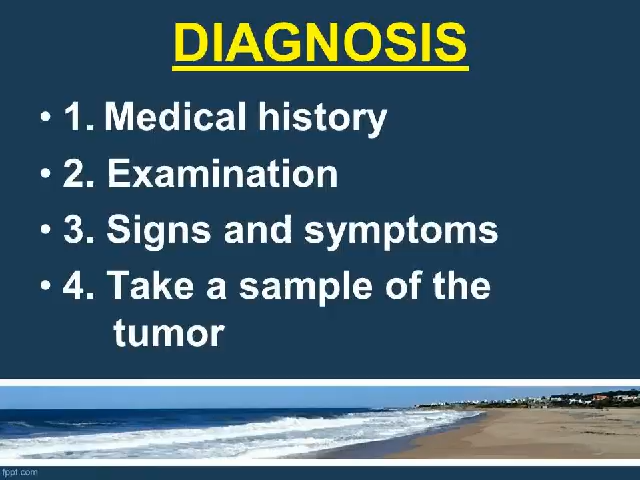 DIAGNOSIS
• 1. Medical history
• 2. Examination
• 3. Signs and symptoms
• 4. Take a sample of the
tumor
fppt.com